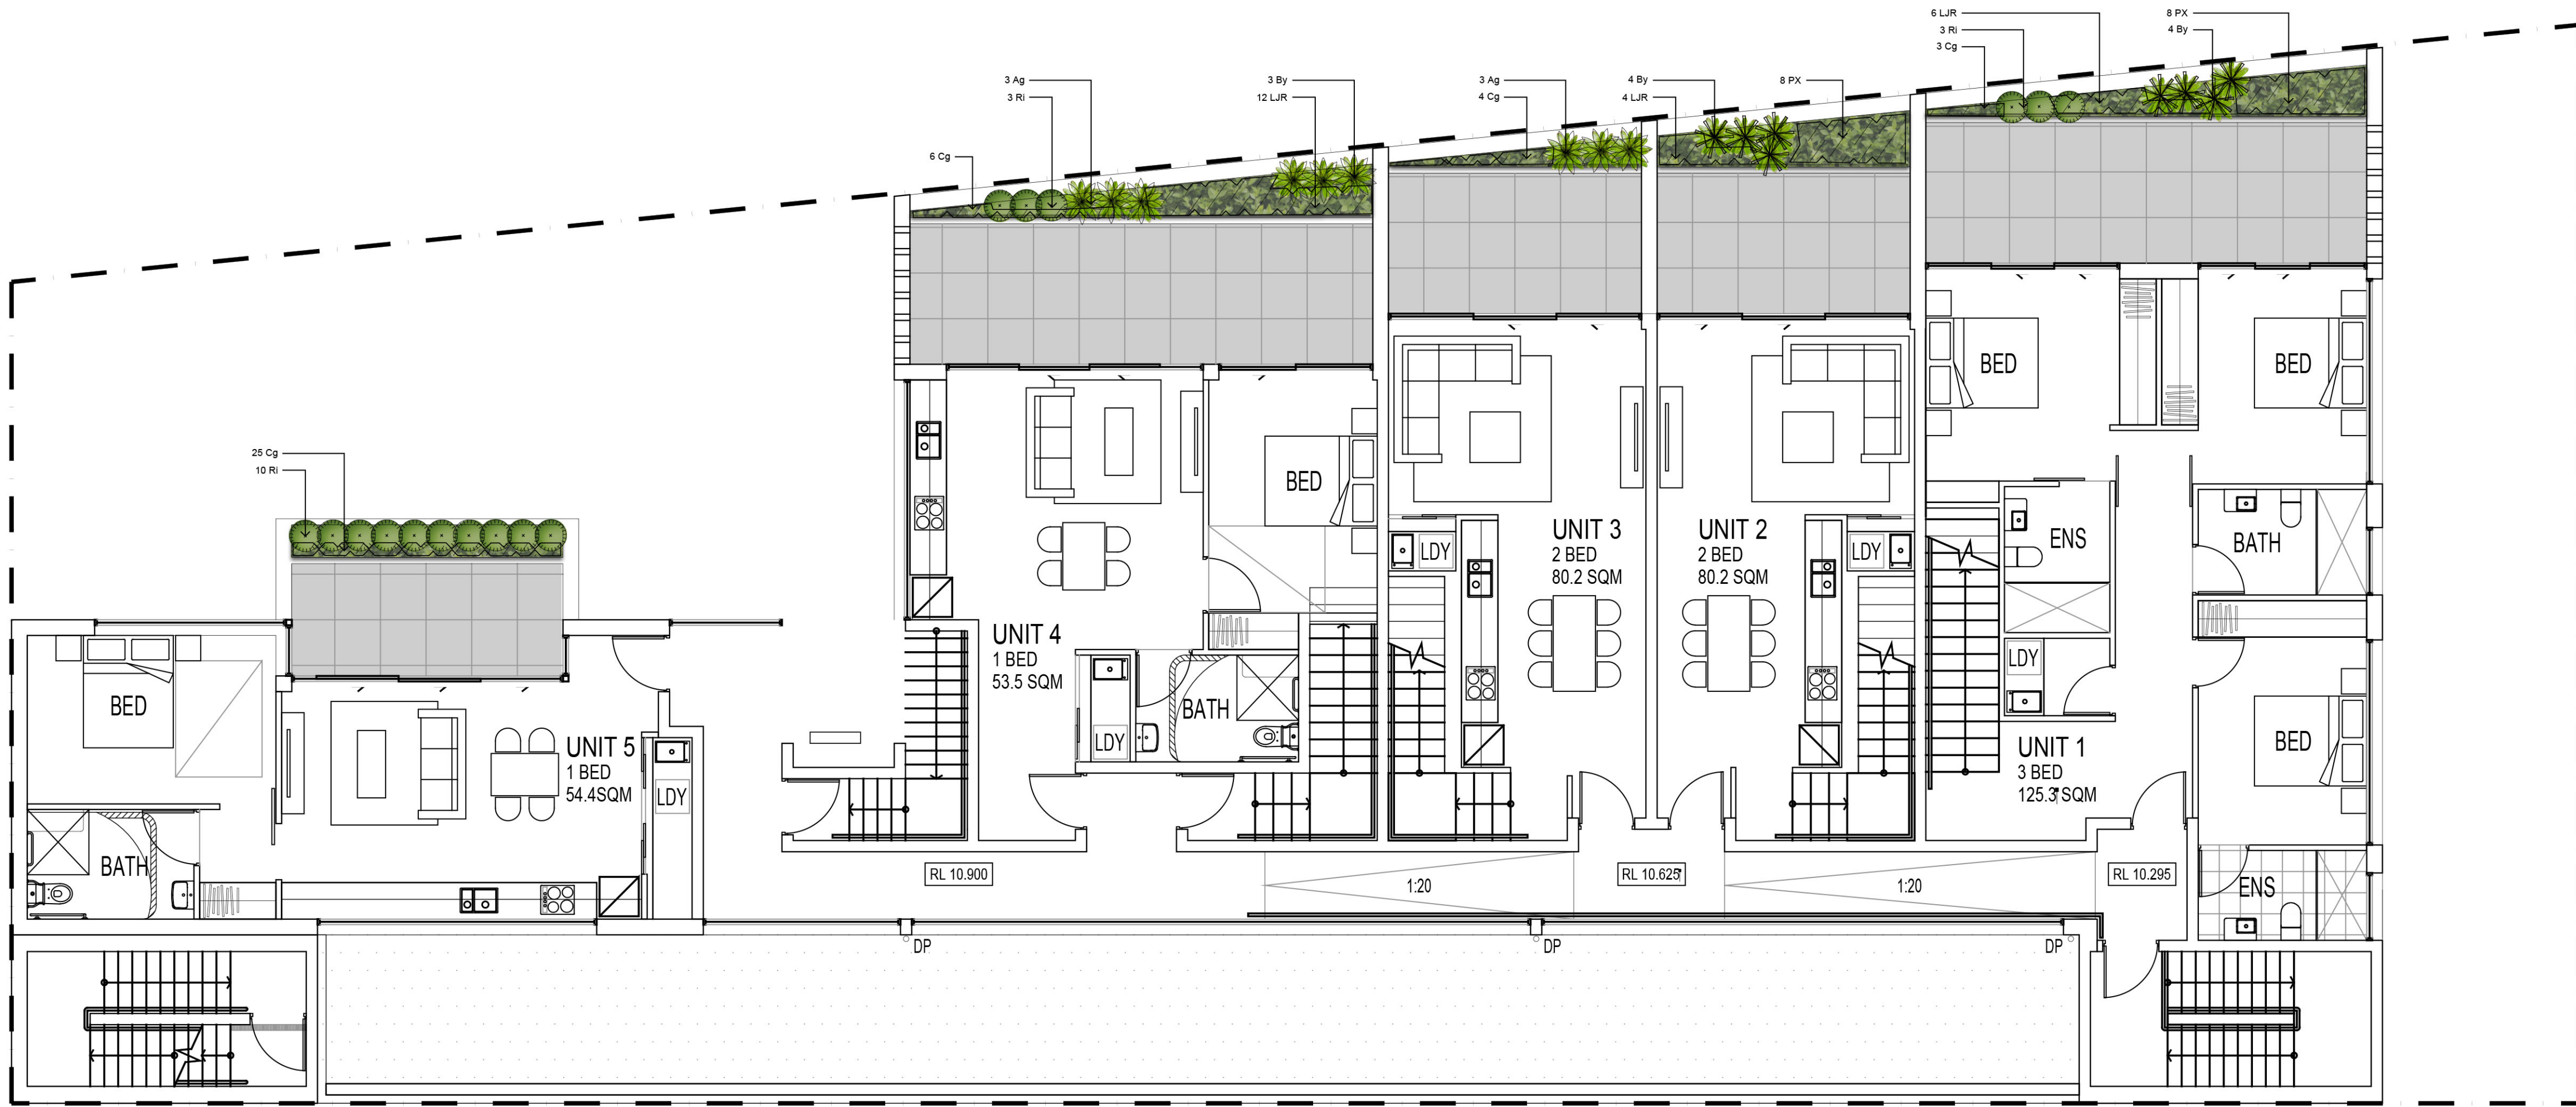 6 LJR
8 PX
3 Ri
4 By
3 Cg
3 Ag
3 By
3 Ag
4 By
8 PX
3 Ri
12 LJR
4 Cg
4 LJR
6 Cg
25 Cg
10 Ri
BED
BED
BED
UNIT 3
2 BED
80.2 SQM
UNIT 2
2 BED
80.2 SQM
LDY
LDY
ENS
BATH
UNIT 4
1 BED
53.5 SQM
LDY
BED
BATH
LDY
UNIT 5
1 BED
54.4SQM
LDY
UNIT 1
3 BED
125.3 SQM
BED
BATH
RL 10.900
1:20
RL 10.625
1:20
RL 10.295
ENS
DP
DP
DP